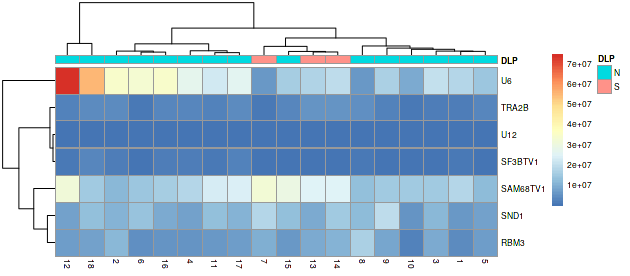 DLP
U6
TRA2B
U12
SF3BTV1
SAM68TV1
SND1
RBM3
12 18 2 6 16 4 11 17 7 15 13 14 8 9 10 3 1 5
7e+07
6e+07
5e+07
4e+07
3e+07
2e+07
1e+07
DLP
N
S